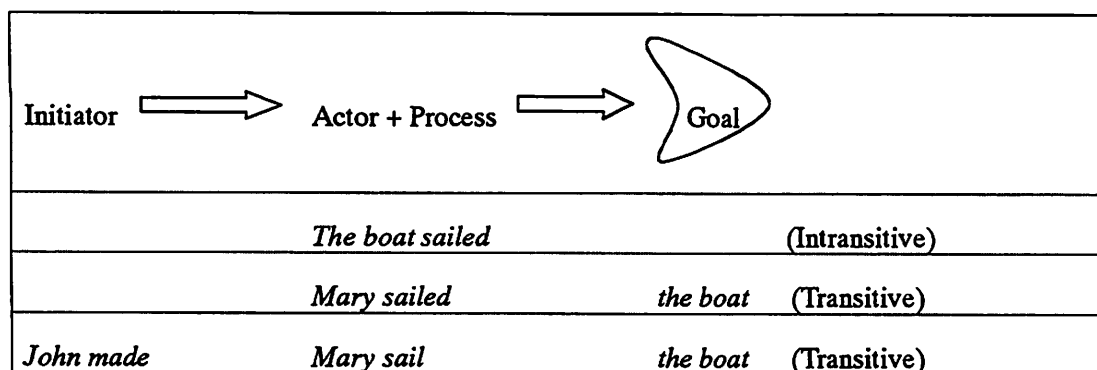 Initiator Actor + Process Goal
The boat sailed (Intransitive)
Mary sailed the boat (Transitive)
John made Mary sail the boat (Transitive)